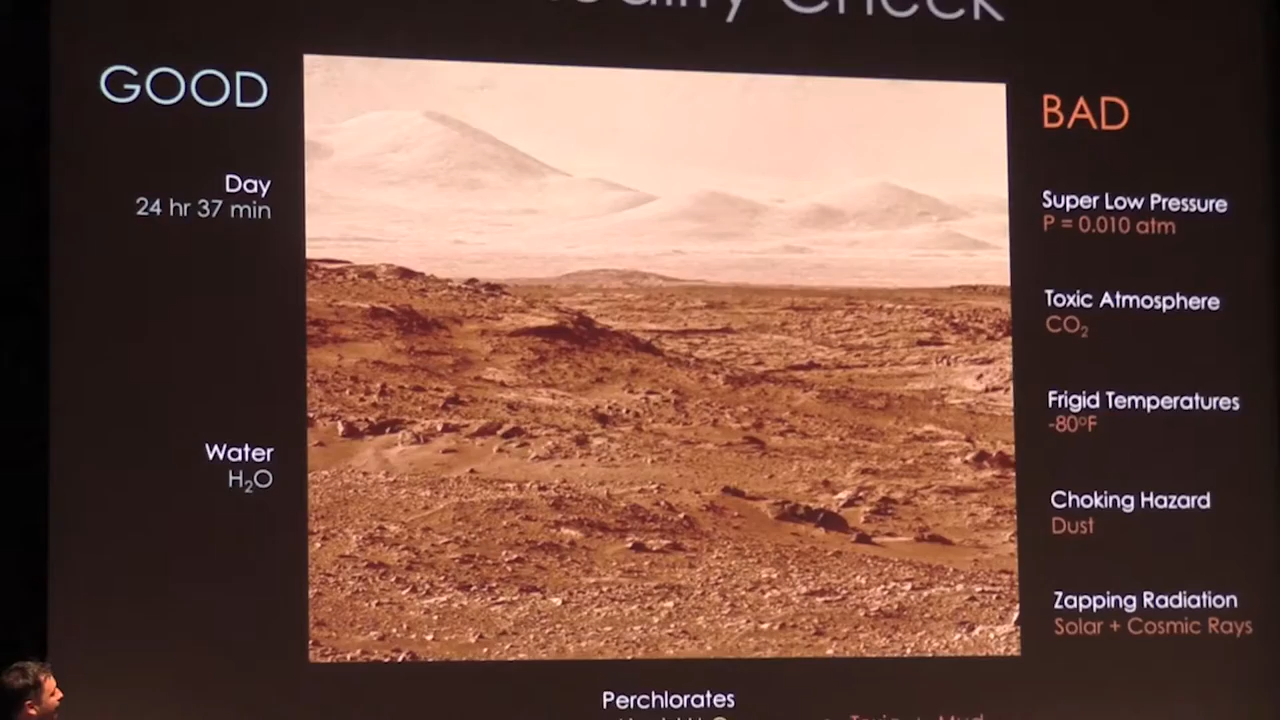 Check
GOOD
Day
24 hr 37 min
Water
H₂O
BAD
Super Low Pressure
P = 0.010 atm
Toxic Atmosphere
CO₂
Frigid Temperatures
-80°F
Choking Hazard
Dust
Zapping Radiation
Solar + Cosmic Rays
Perchlorates